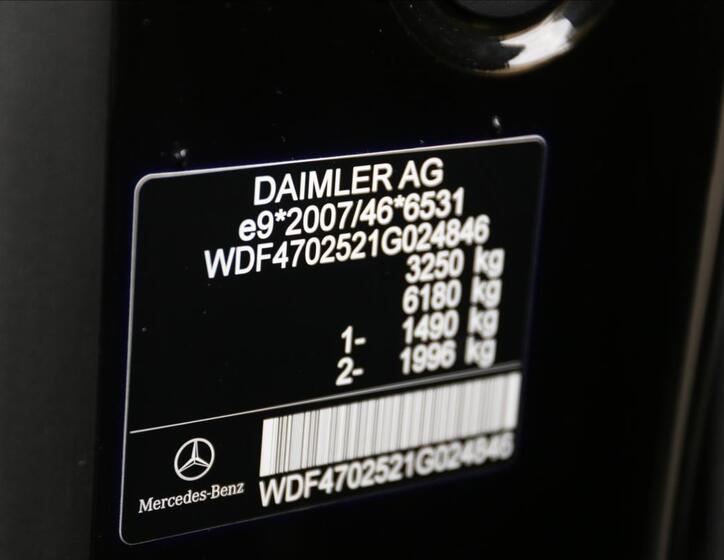 DAIMLER AG
e9*2007/46*6531
WDF4702521G024846
3250 kg
6180 kg
1- 1490 kg
2- 1996 kg
Mercedes-Benz
WDF4702521G024846